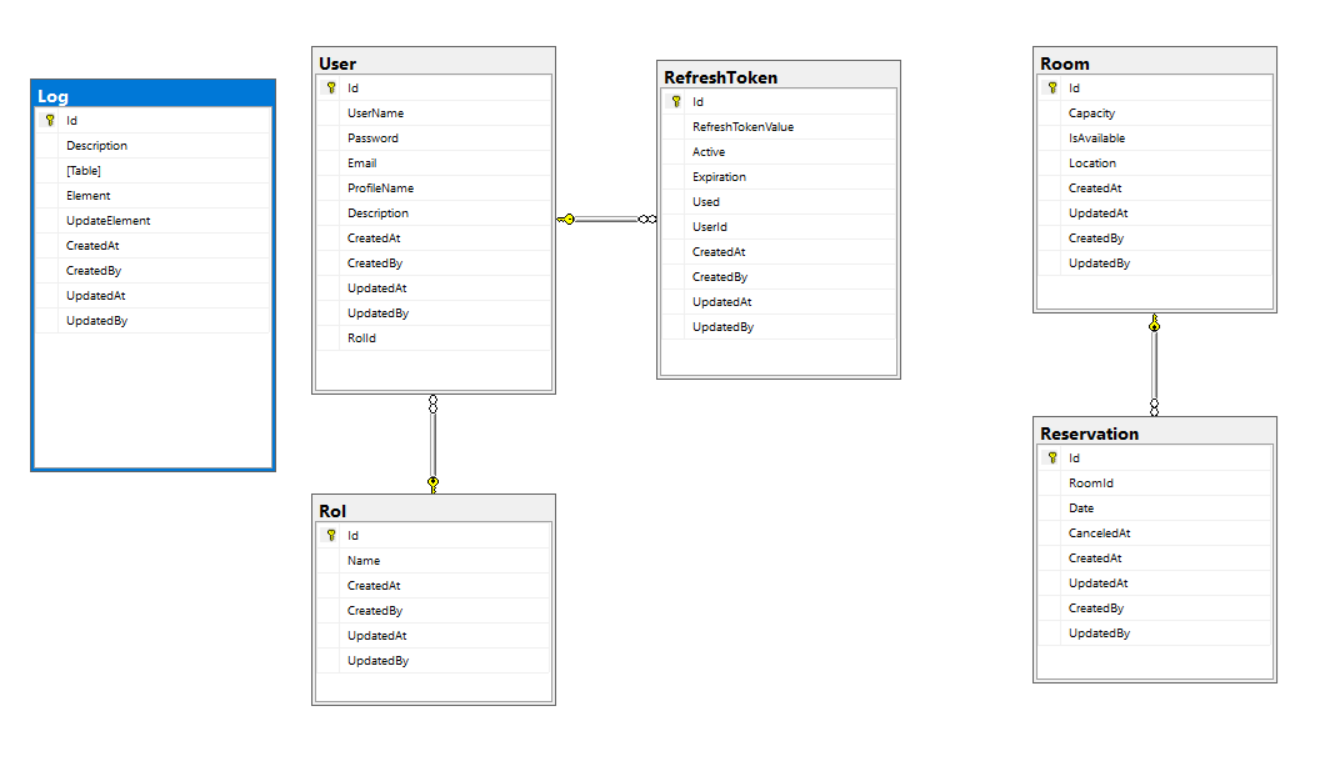 Log
Id
Description
[Table]
Element
UpdateElement
CreatedAt
CreatedBy
UpdatedAt
UpdatedBy
User
Id
UserName
Password
Email
ProfileName
Description
CreatedAt
CreatedBy
UpdatedAt
UpdatedBy
RolId
Rol
Id
Name
CreatedAt
CreatedBy
UpdatedAt
UpdatedBy
RefreshToken
Id
RefreshTokenValue
Active
Expiration
Used
UserId
CreatedAt
CreatedBy
UpdatedAt
UpdatedBy
Room
Id
Capacity
IsAvailable
Location
CreatedAt
UpdatedAt
CreatedBy
UpdatedBy
Reservation
Id
RoomId
Date
CanceledAt
CreatedAt
UpdatedAt
CreatedBy
UpdatedBy